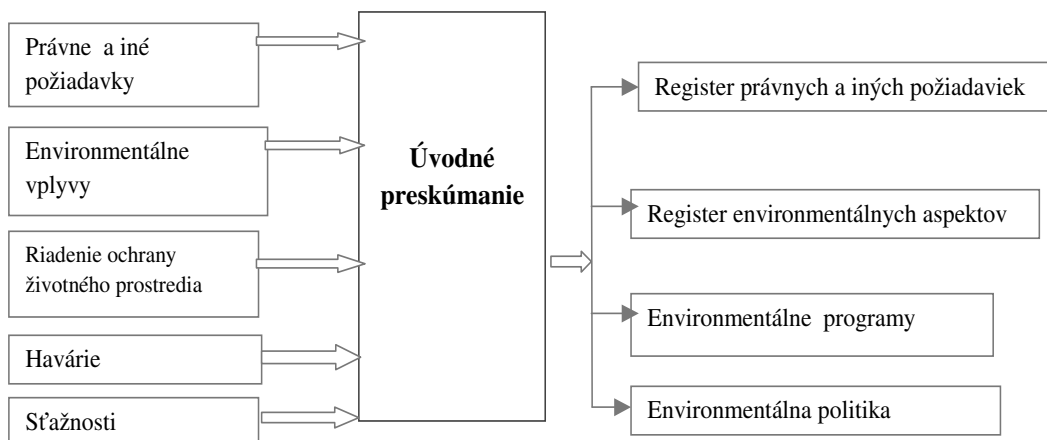 Právne a iné
požiadavky
Environmentálne
vplyvy
Riadenie ochrany
životného prostredia
Havárie
Sťažnosti
Úvodné
preskúmanie
Register právnych a iných požiadaviek
Register environmentálnych aspektov
Environmentálne programy
Environmentálna politika